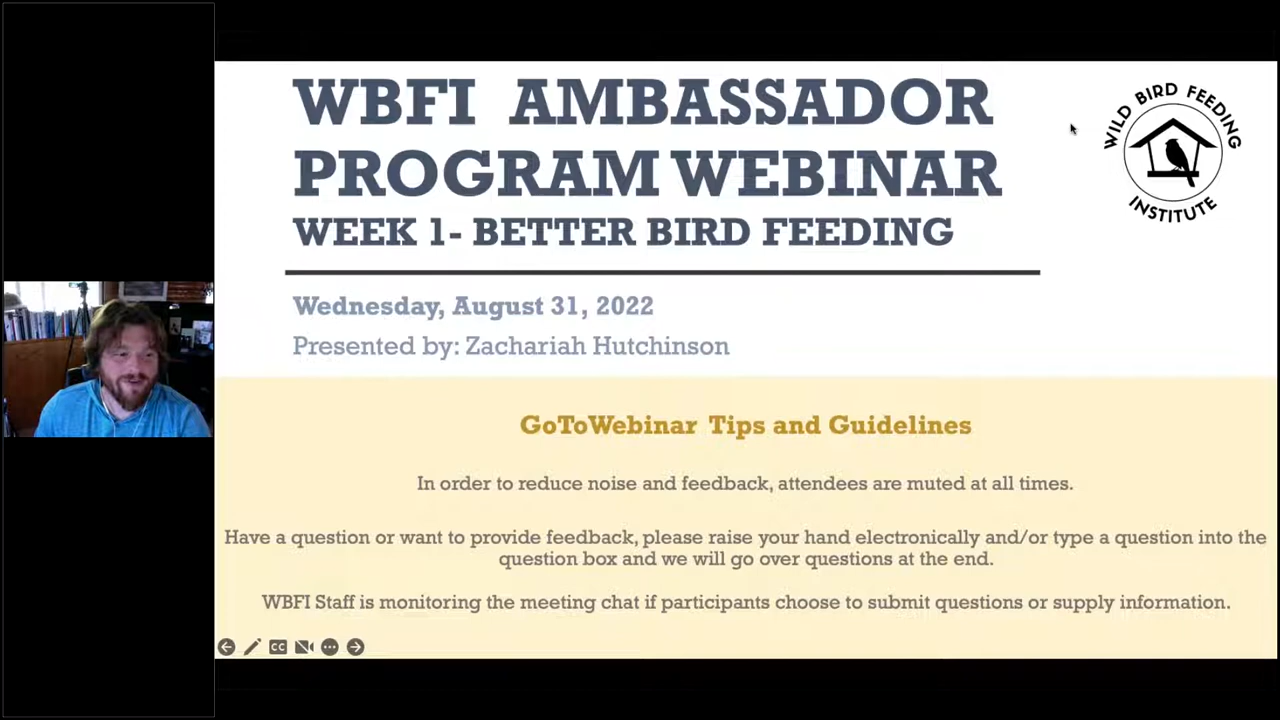 WBFI AMBASSADOR
PROGRAM WEBINAR
WEEK 1- BETTER BIRD FEEDING
WILD BIRD FEEDING
INSTITUTE
Wednesday, August 31, 2022
Presented by: Zachariah Hutchinson
GoToWebinar Tips and Guidelines
In order to reduce noise and feedback, attendees are muted at all times.
Have a question or want to provide feedback, please raise your hand electronically and/or type a question into the
question box and we will go over questions at the end.
WBFI Staff is monitoring the meeting chat if participants choose to submit questions or supply information.
CC